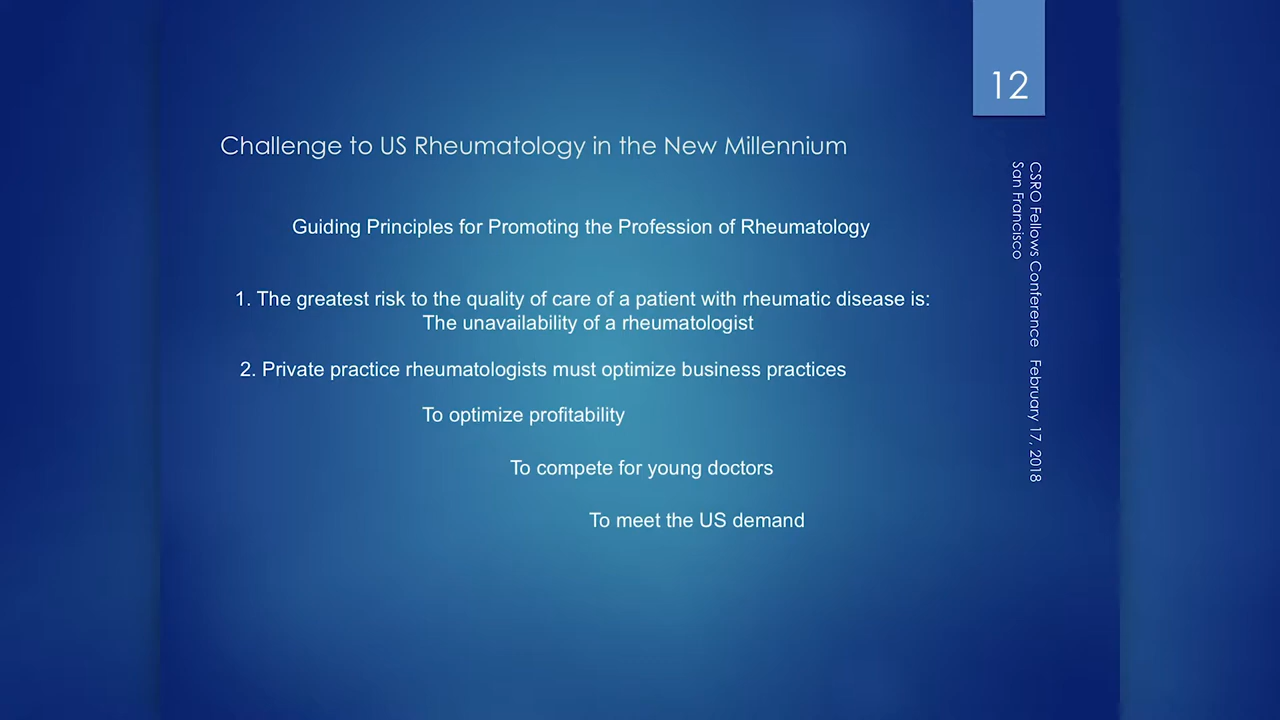 12
Challenge to US Rheumatology in the New Millennium
Guiding Principles for Promoting the Profession of Rheumatology
1. The greatest risk to the quality of care of a patient with rheumatic disease is:
The unavailability of a rheumatologist
2. Private practice rheumatologists must optimize business practices
To optimize profitability
To compete for young doctors
To meet the US demand
CSRO Fellows Conference February 17, 2018
San Francisco